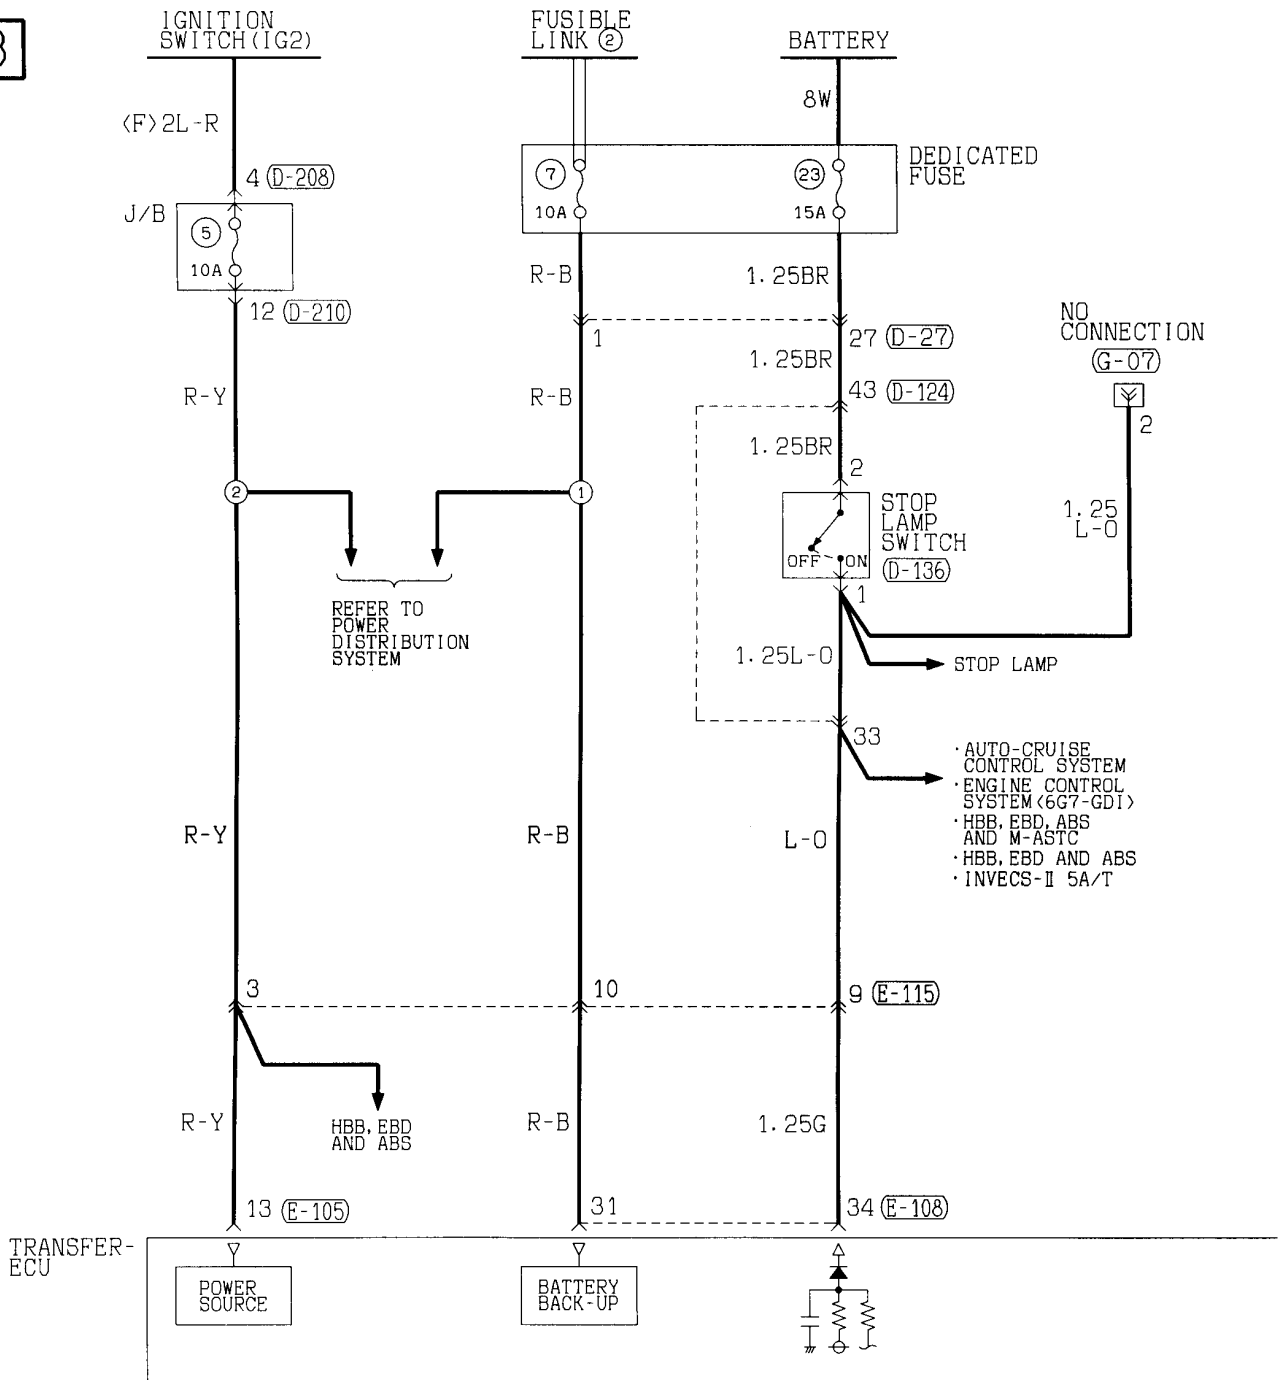 IGNITION
SWITCH(IG2)
FUSIBLE
LINK ②
BATTERY
8W
<F>2L-R
DEDICATED
FUSE
4 (D-208)
J/B
5
10A
7
10A
23
15A
12 (D-210)
R-B
1.25BR
1
27 (D-27)
NO
CONNECTION
(G-07)
2
R-Y
R-B
1.25BR
43 (D-124)
1.25BR
2
2
1
STOP
LAMP
SWITCH
(D-136)
OFF
ON
1
1.25
L-O
REFER TO
POWER
DISTRIBUTION
SYSTEM
1.25L-O
STOP LAMP
33
·AUTO-CRUISE
CONTROL SYSTEM
·ENGINE CONTROL
SYSTEM<6G7-GDI>
·HBB, EBD, ABS
AND M-ASTC
·HBB, EBD AND ABS
·INVECS-Ⅱ 5A/T
R-Y
R-B
L-O
3
10
9 (E-115)
R-Y
HBB, EBD
AND ABS
R-B
1.25G
13 (E-105)
31
34 (E-108)
TRANSFER-
ECU
POWER
SOURCE
BATTERY
BACK-UP